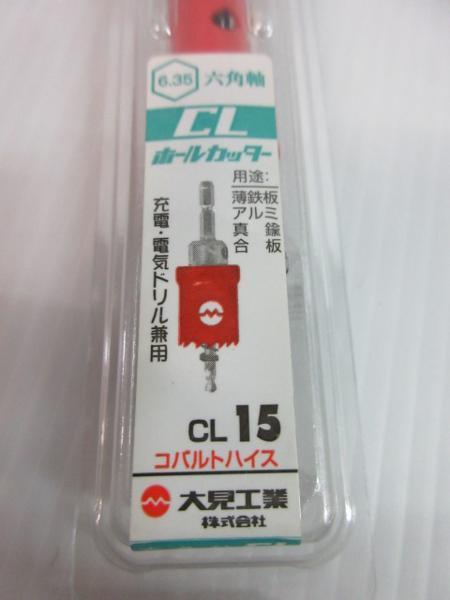 6.35 六角軸
CL
ホールカッター
用途:
薄鉄板
アルミ
真鍮
合板
充電・電気ドリル兼用
CL 15
コバルトハイス
大見工業
株式会社